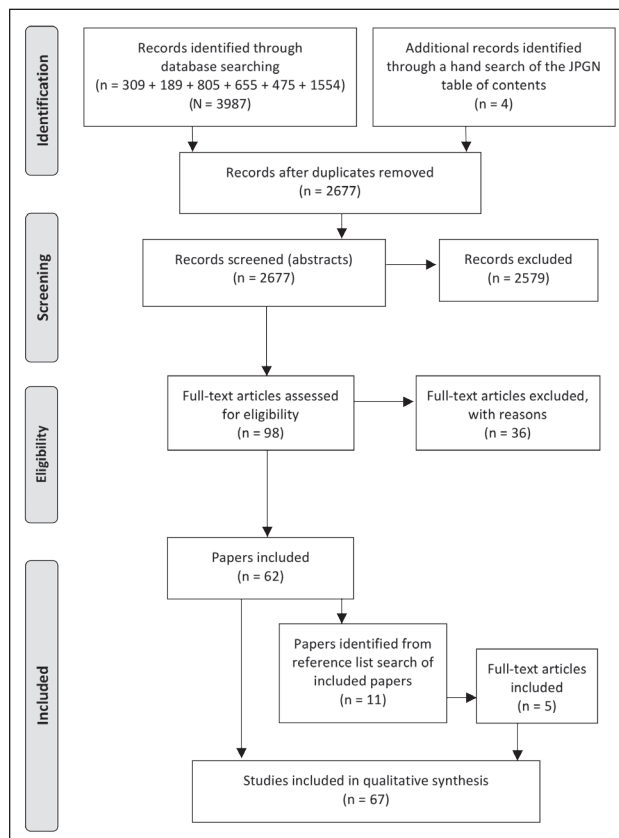 Identification
Records identified through
database searching
(n = 309 + 189 + 805 + 655 + 475 + 1554)
(N = 3987)
Additional records identified
through a hand search of the JPGN
table of contents
(n = 4)
Records after duplicates removed
(n = 2677)
Screening
Records screened (abstracts)
(n = 2677)
Records excluded
(n = 2579)
Eligibility
Full-text articles assessed
for eligibility
(n = 98)
Full-text articles excluded,
with reasons
(n = 36)
Included
Papers included
(n = 62)
Papers identified from
reference list search of
included papers
(n = 11)
Full-text articles
included
(n = 5)
Studies included in qualitative synthesis
(n = 67)